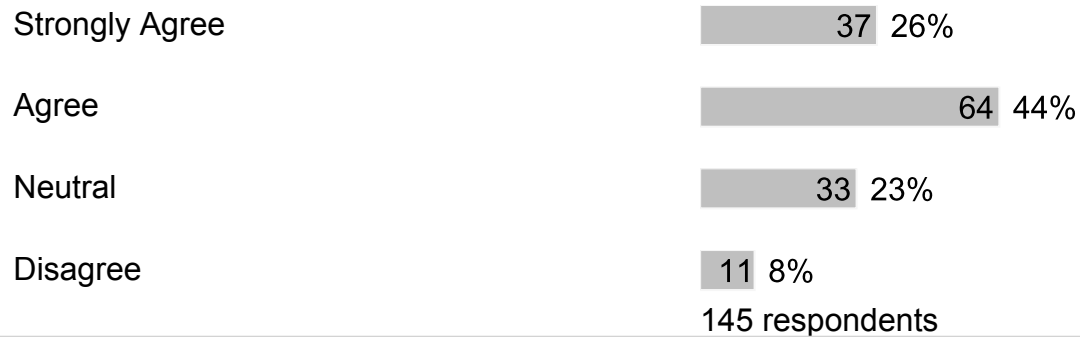 Strongly Agree 37 26%
Agree 64 44%
Neutral 33 23%
Disagree 11 8%
145 respondents